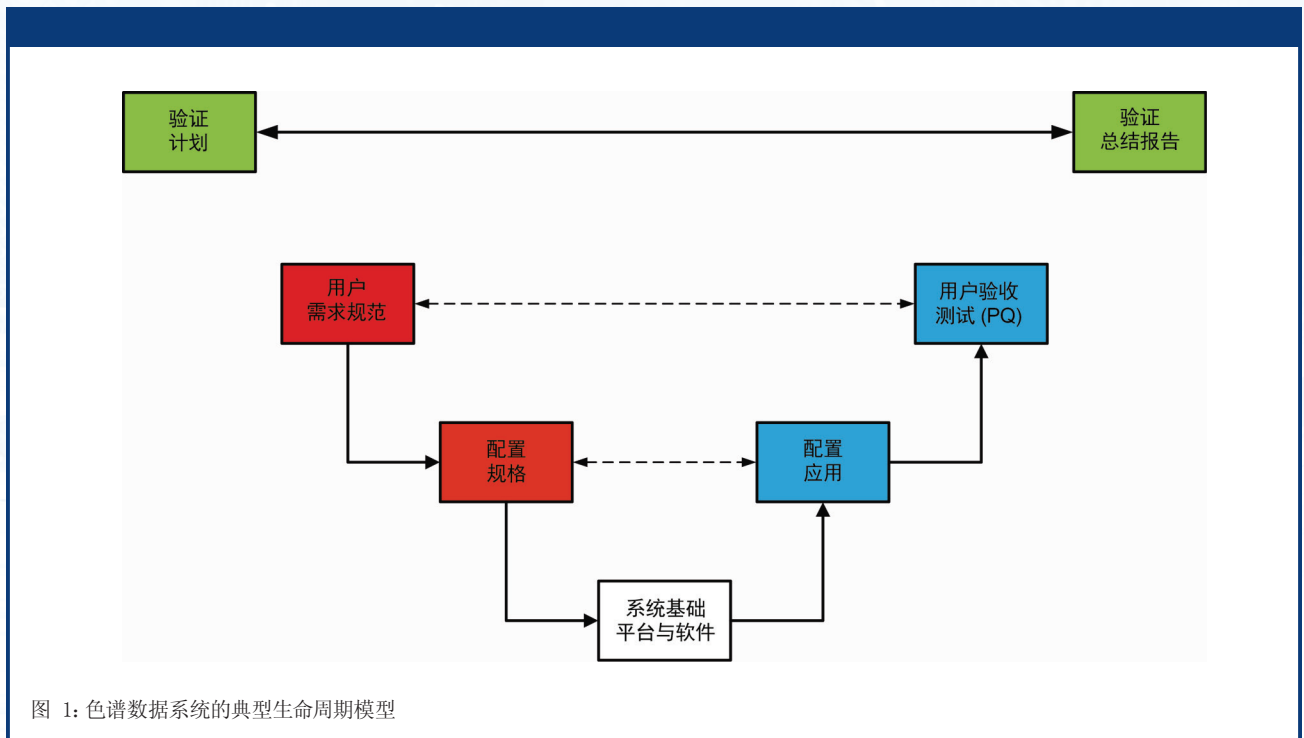 验证
计划
验证
总结报告
用户
需求规范
用户验收
测试 (PQ)
配置
规格
配置
应用
系统基础
平台与软件
图 1: 色谱数据系统的典型生命周期模型